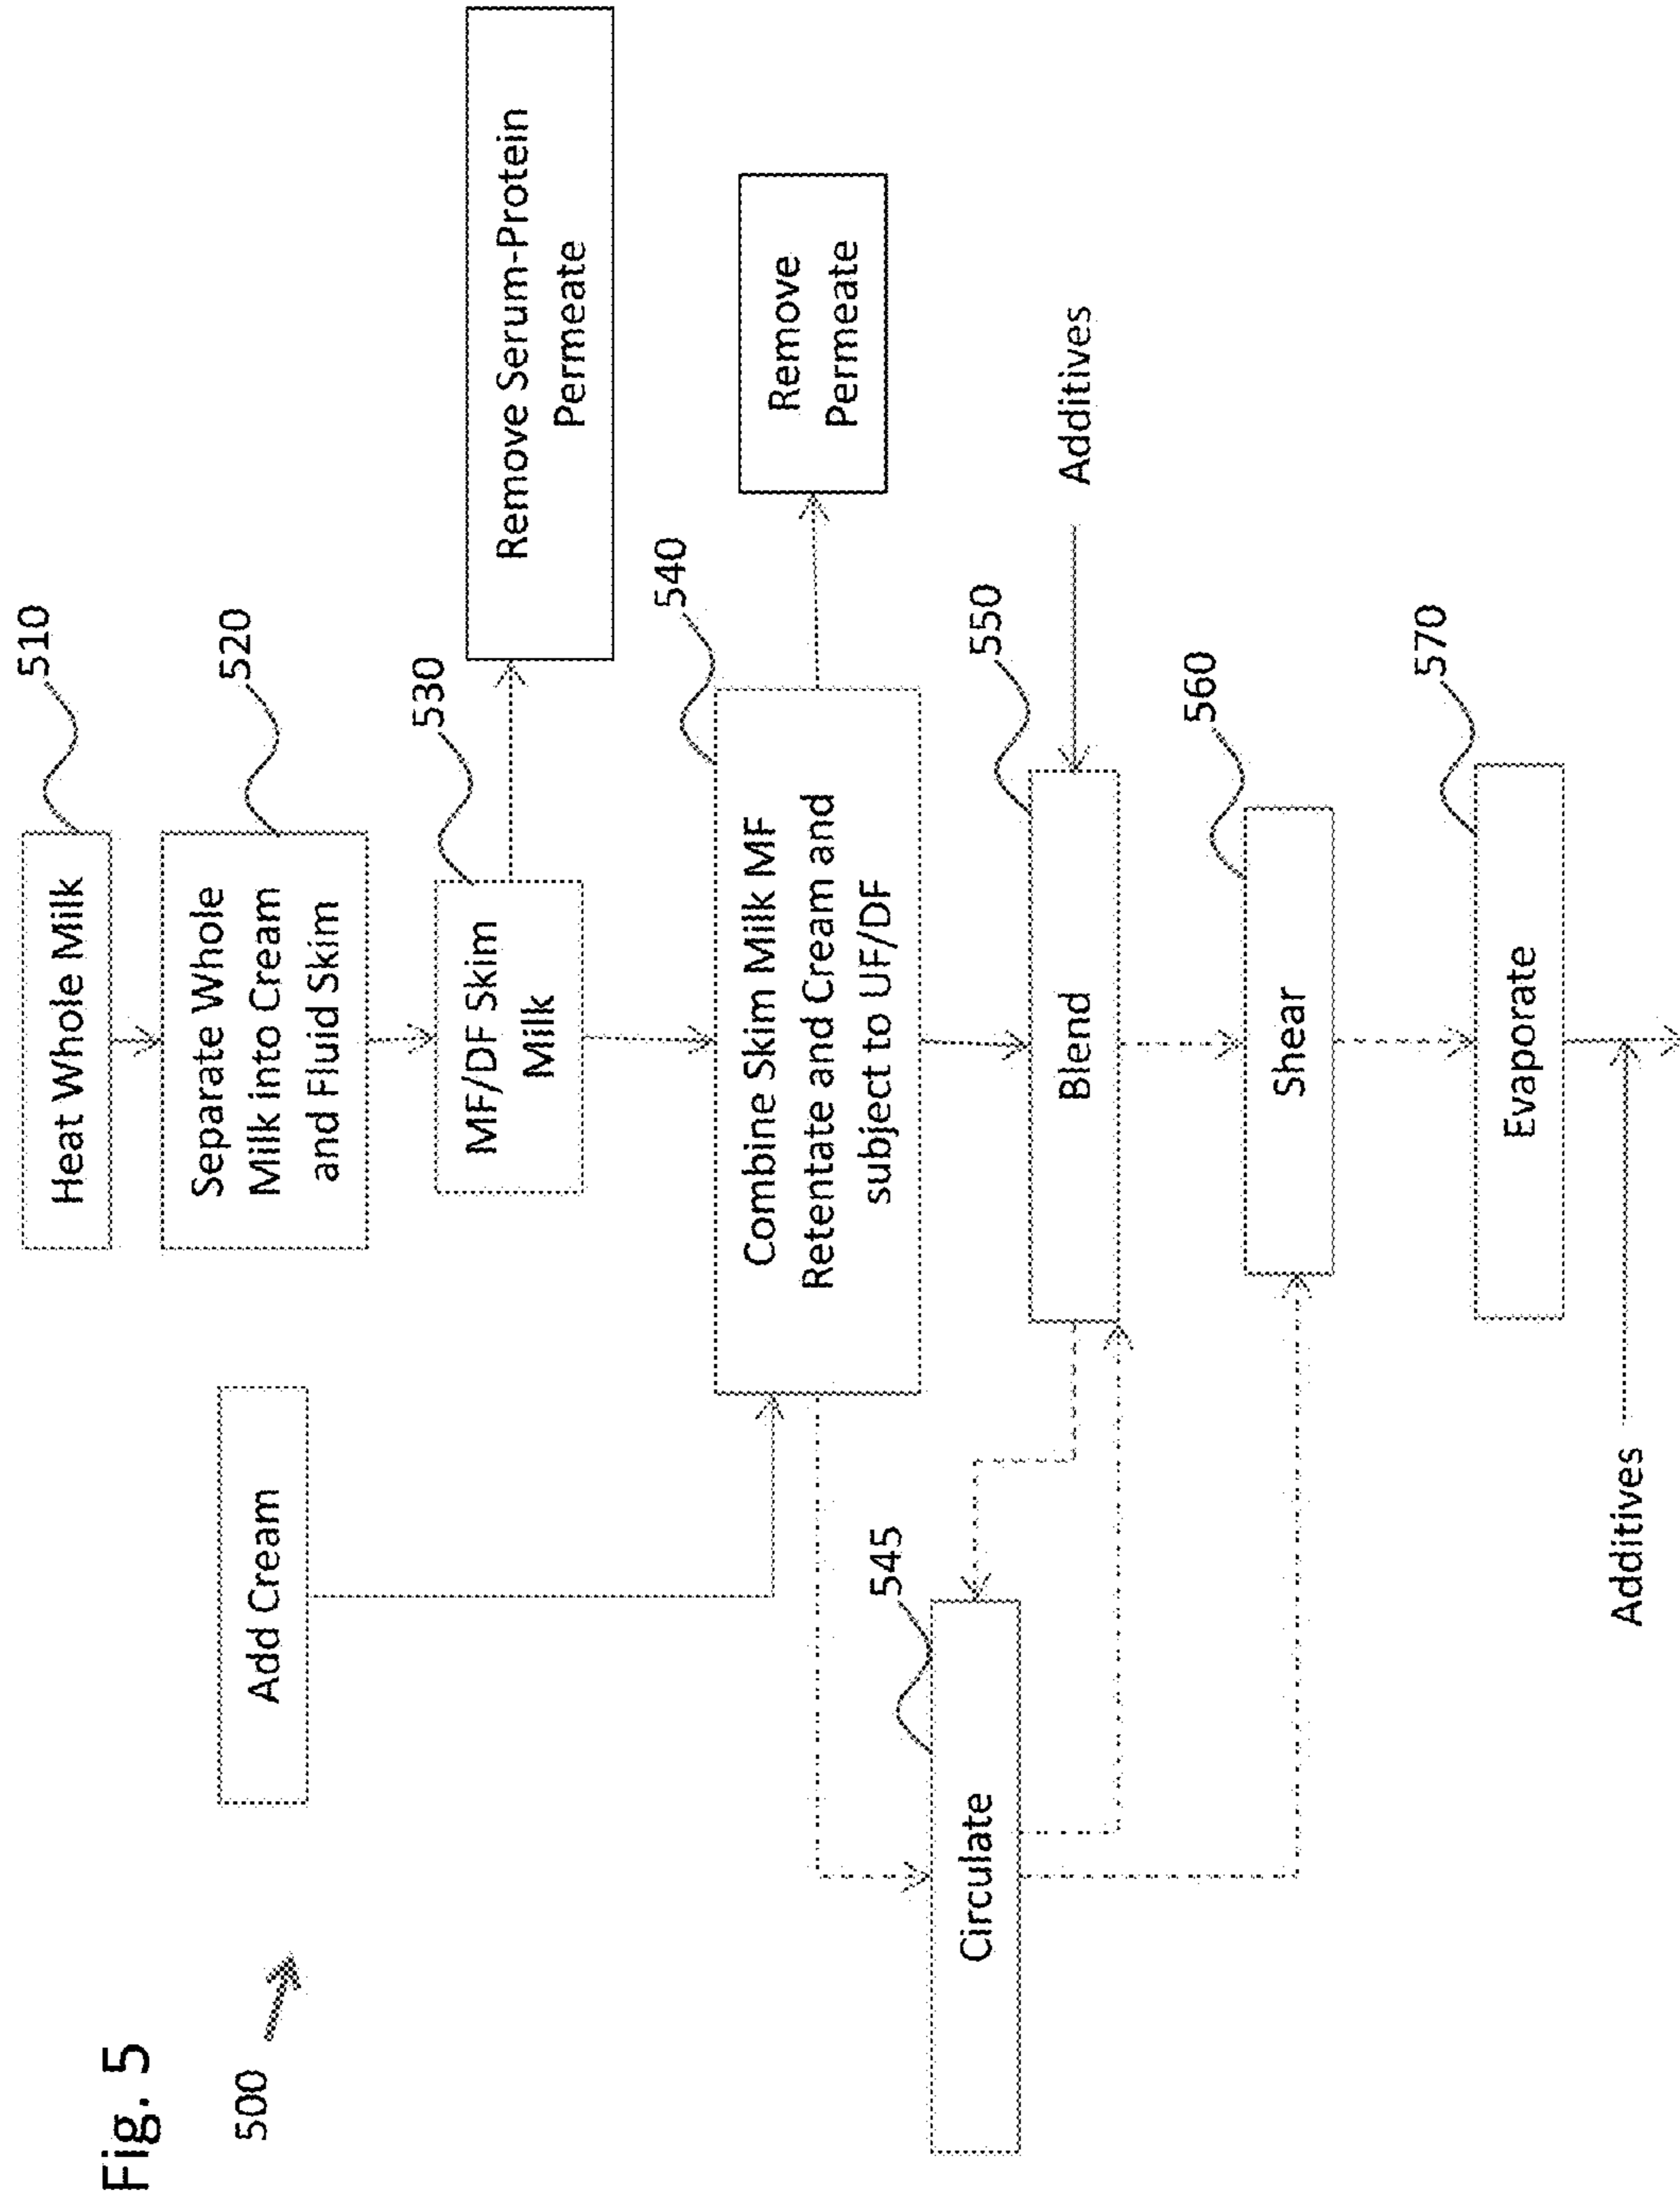 Fig. 5
500
Heat Whole Milk
510
Add Cream
Separate Whole
Milk into Cream
and Fluid Skim
520
MF/DF Skim
Milk
530
Remove Serum-Protein
Permeate
Combine Skim Milk MF
Retentate and Cream and
subject to UF/DF
540
Remove
Permeate
Circulate
545
Blend
550
Additives
Shear
560
Evaporate
570
Additives